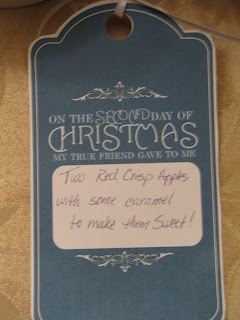 ON THE SECOND DAY OF
CHRISTMAS
MY TRUE FRIEND GAVE TO ME
Two Red Crisp Apples
with some caramel
to make them Sweet!